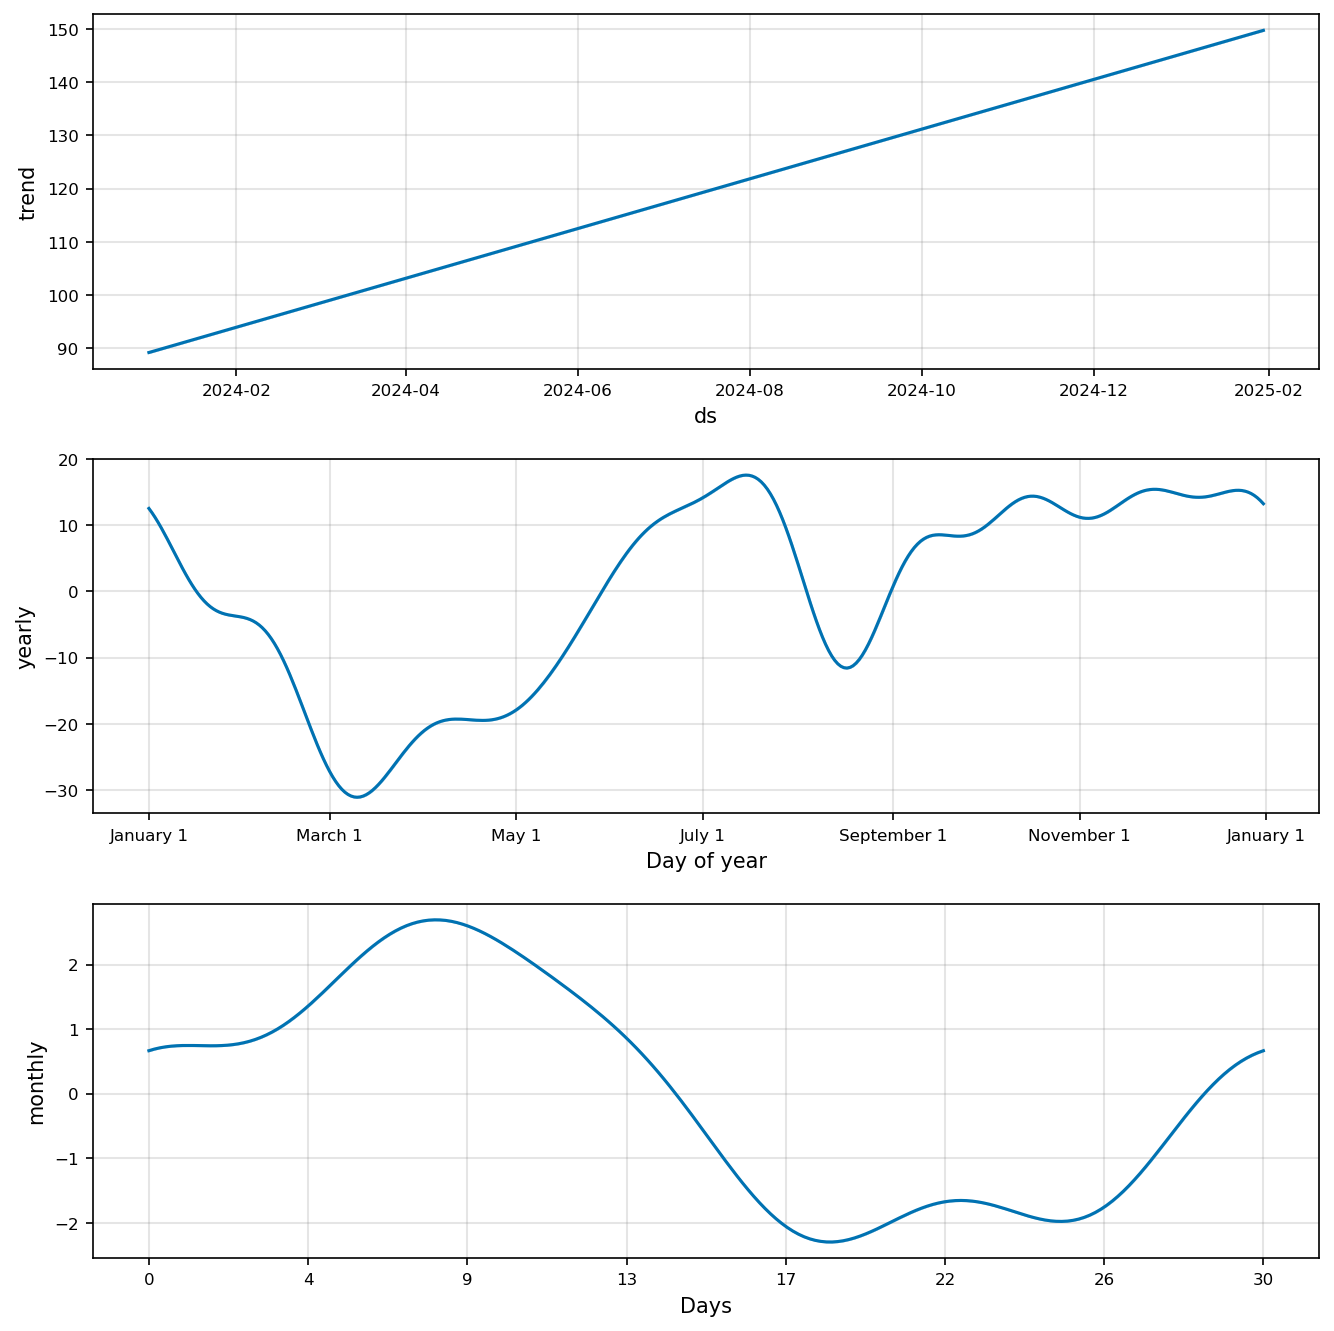 150
140
130
120
110
100
90
trend
2024-02 2024-04 2024-06 2024-08 2024-10 2024-12 2025-02
ds
20
10
0
−10
−20
−30
yearly
January 1 March 1 May 1 July 1 September 1 November 1 January 1
Day of year
2
1
0
−1
−2
monthly
0 4 9 13 17 22 26 30
Days